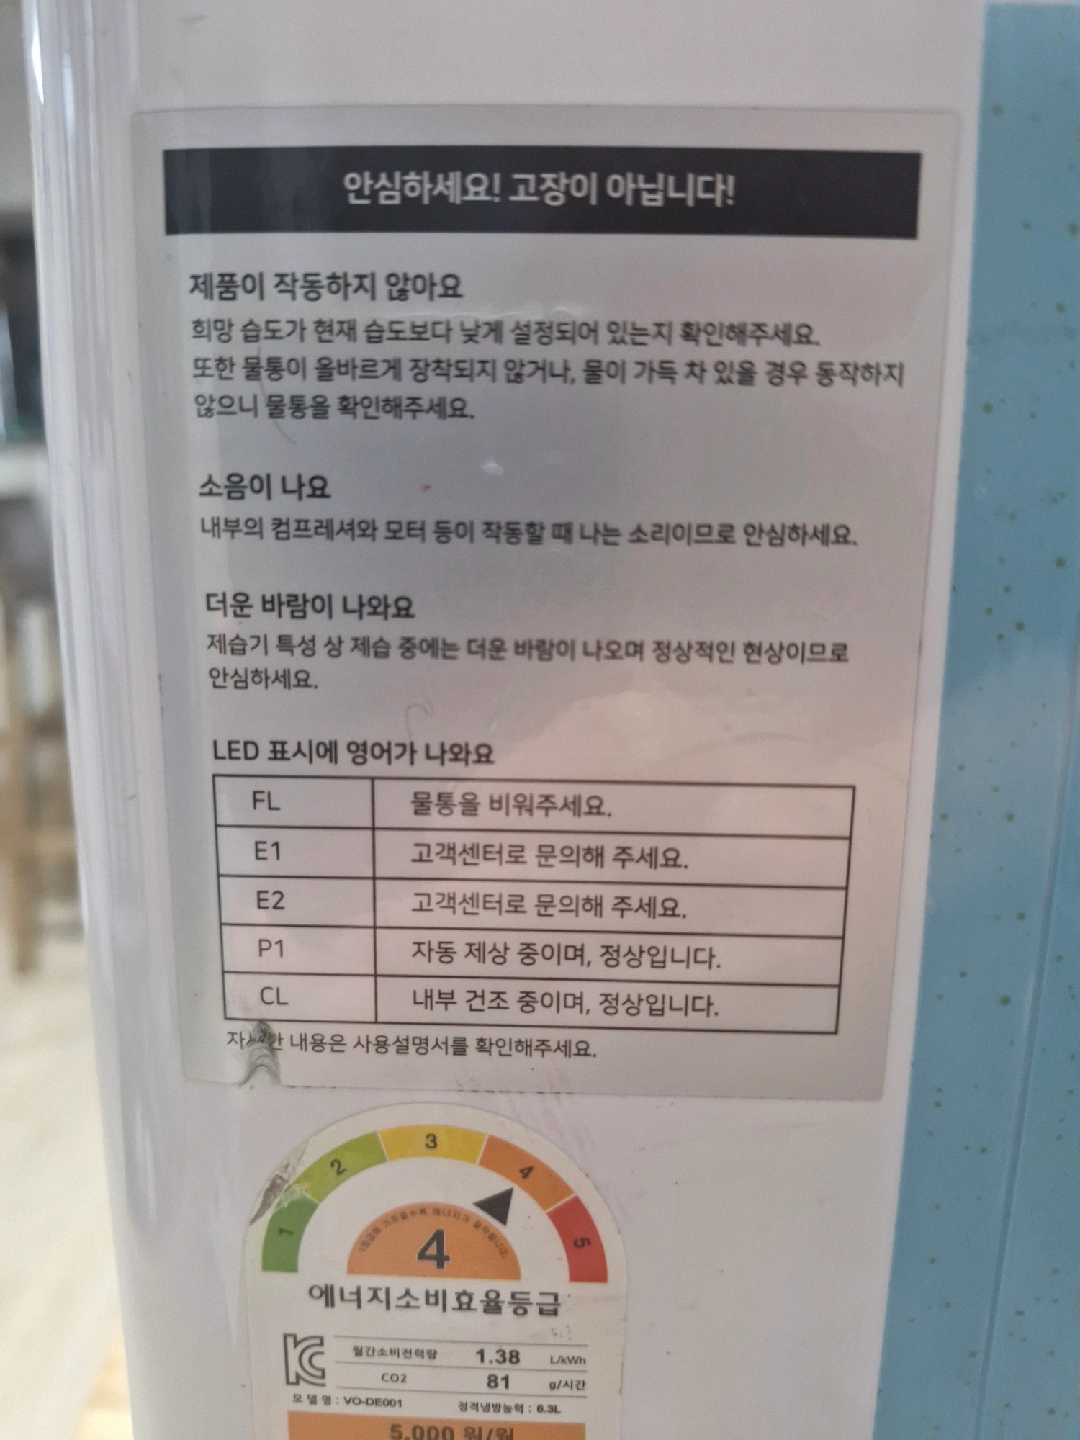 안심하세요! 고장이 아닙니다!
제품이 작동하지 않아요
희망 습도가 현재 습도보다 낮게 설정되어 있는지 확인해주세요.
또한 물통이 올바르게 장착되지 않거나, 물이 가득 차 있을 경우 동작하지
않으니 물통을 확인해주세요.
소음이 나요
내부의 컴프레셔와 모터 등이 작동할 때 나는 소리이므로 안심하세요.
더운 바람이 나와요
제습기 특성 상 제습 중에는 더운 바람이 나오며 정상적인 현상이므로
안심하세요.
LED 표시에 영어가 나와요
FL 물통을 비워주세요.
E1 고객센터로 문의해 주세요.
E2 고객센터로 문의해 주세요.
P1 자동 제상 중이며, 정상입니다.
CL 내부 건조 중이며, 정상입니다.
자세한 내용은 사용설명서를 확인해주세요.
1 2 3 4 5
4
에너지소비효율등급
월간소비전력량 1.38 L/kWh
CO2 81 g/시간
모델명 : VO-DE001 정격냉방능력 : 6.3L
5,000 원/월